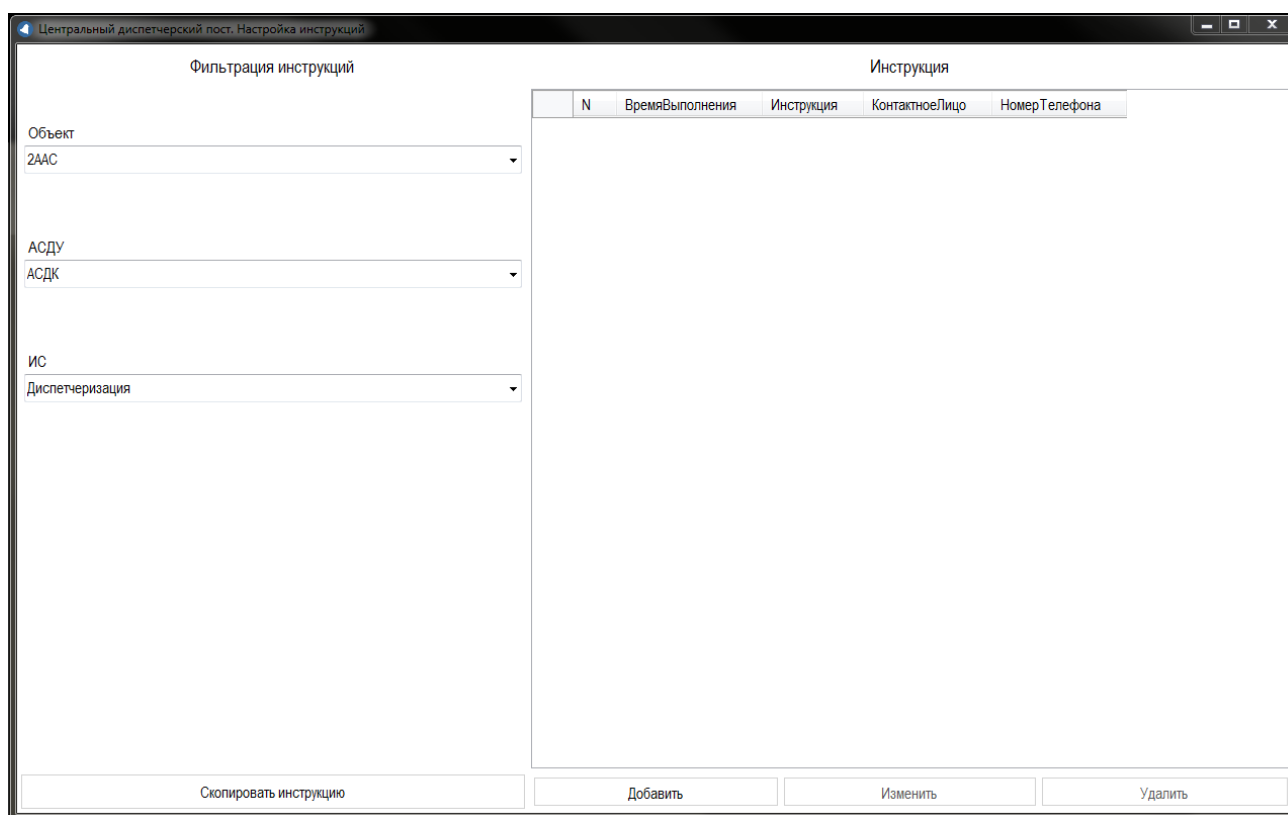 Центральный диспетчерский пост. Настройка инструкций
Фильтрация инструкций
Инструкция
N ВремяВыполнения Инструкция КонтактноеЛицо НомерТелефона
Объект
2ААС
АСДУ
АСДК
ИС
Диспетчеризация
Скопировать инструкцию
Добавить Изменить Удалить